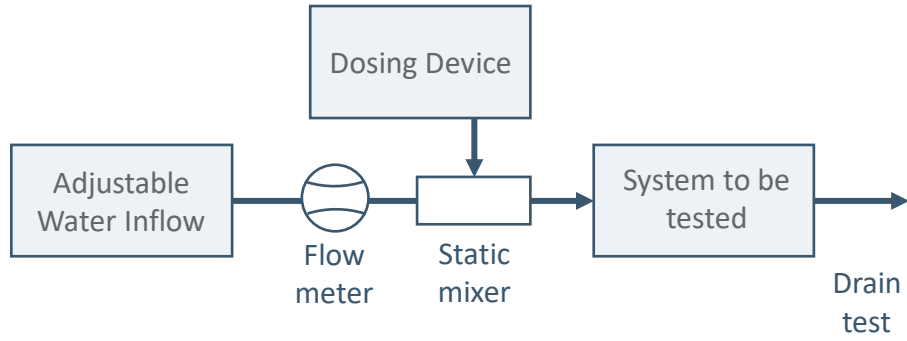 Dosing Device
Adjustable
Water Inflow
Flow
meter
Static
mixer
System to be
tested
Drain
test